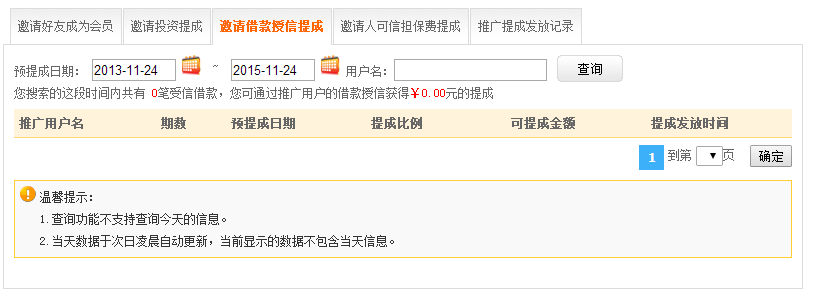 邀请好友成为会员 邀请投资提成 邀请借款授信提成 邀请人可信担保费提成 推广提成发放记录
预提成日期： 2013-11-24 ~ 2015-11-24 用户名： 查询
您搜索的这段时间内共有 0笔受信借款，您可通过推广用户的借款授信获得￥0.00元的提成
推广用户名 期数 预提成日期 提成比例 可提成金额 提成发放时间
1 到第 页 确定
温馨提示：
1.查询功能不支持查询今天的信息。
2.当天数据于次日凌晨自动更新，当前显示的数据不包含当天信息。